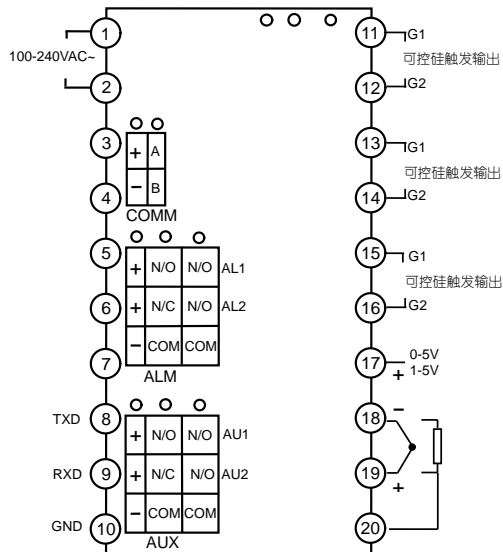 1
100-240VAC~
2
3
+ A
− B
4
COMM
5
+ N/O N/O AL1
6
+ N/C N/O AL2
− COM COM
7
ALM
TXD 8
+ N/O N/O AU1
RXD 9
+ N/C N/O AU2
GND 10
− COM COM
AUX
11 G1
可控硅触发输出
12 G2
13 G1
可控硅触发输出
14 G2
15 G1
可控硅触发输出
16 G2
17 0-5V
+ 1-5V
18 −
19 +
20